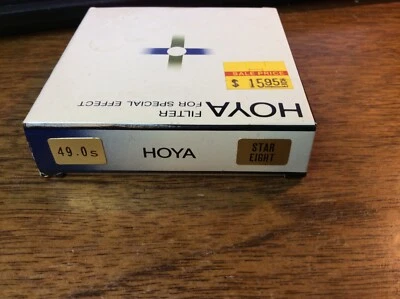 SALE PRICE
$ 15.95
HOYA
FILTER
FOR SPECIAL EFFECT
49.0s
HOYA
STAR
EIGHT